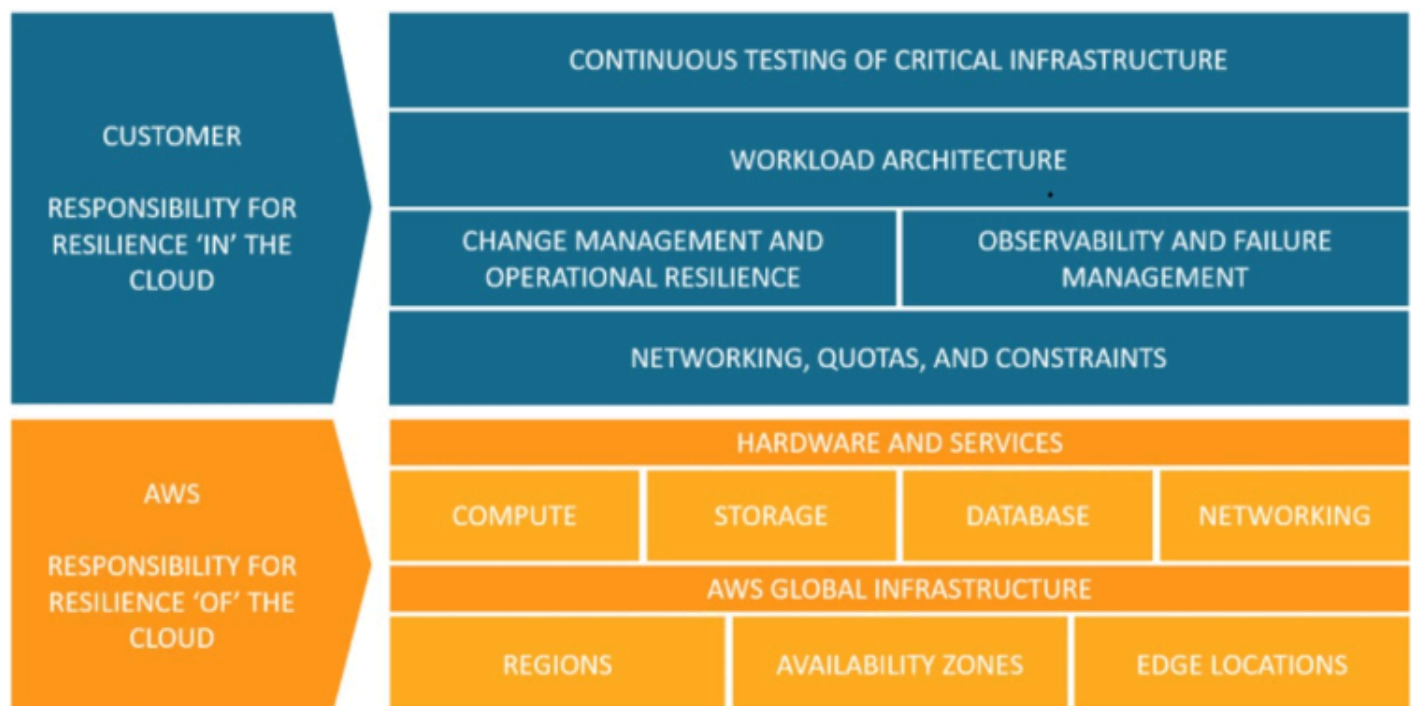 CUSTOMER
RESPONSIBILITY FOR
RESILIENCE ‘IN’ THE
CLOUD
CONTINUOUS TESTING OF CRITICAL INFRASTRUCTURE
WORKLOAD ARCHITECTURE
CHANGE MANAGEMENT AND
OPERATIONAL RESILIENCE
OBSERVABILITY AND FAILURE
MANAGEMENT
NETWORKING, QUOTAS, AND CONSTRAINTS
AWS
RESPONSIBILITY FOR
RESILIENCE ‘OF’ THE
CLOUD
HARDWARE AND SERVICES
COMPUTE
STORAGE
DATABASE
NETWORKING
AWS GLOBAL INFRASTRUCTURE
REGIONS
AVAILABILITY ZONES
EDGE LOCATIONS